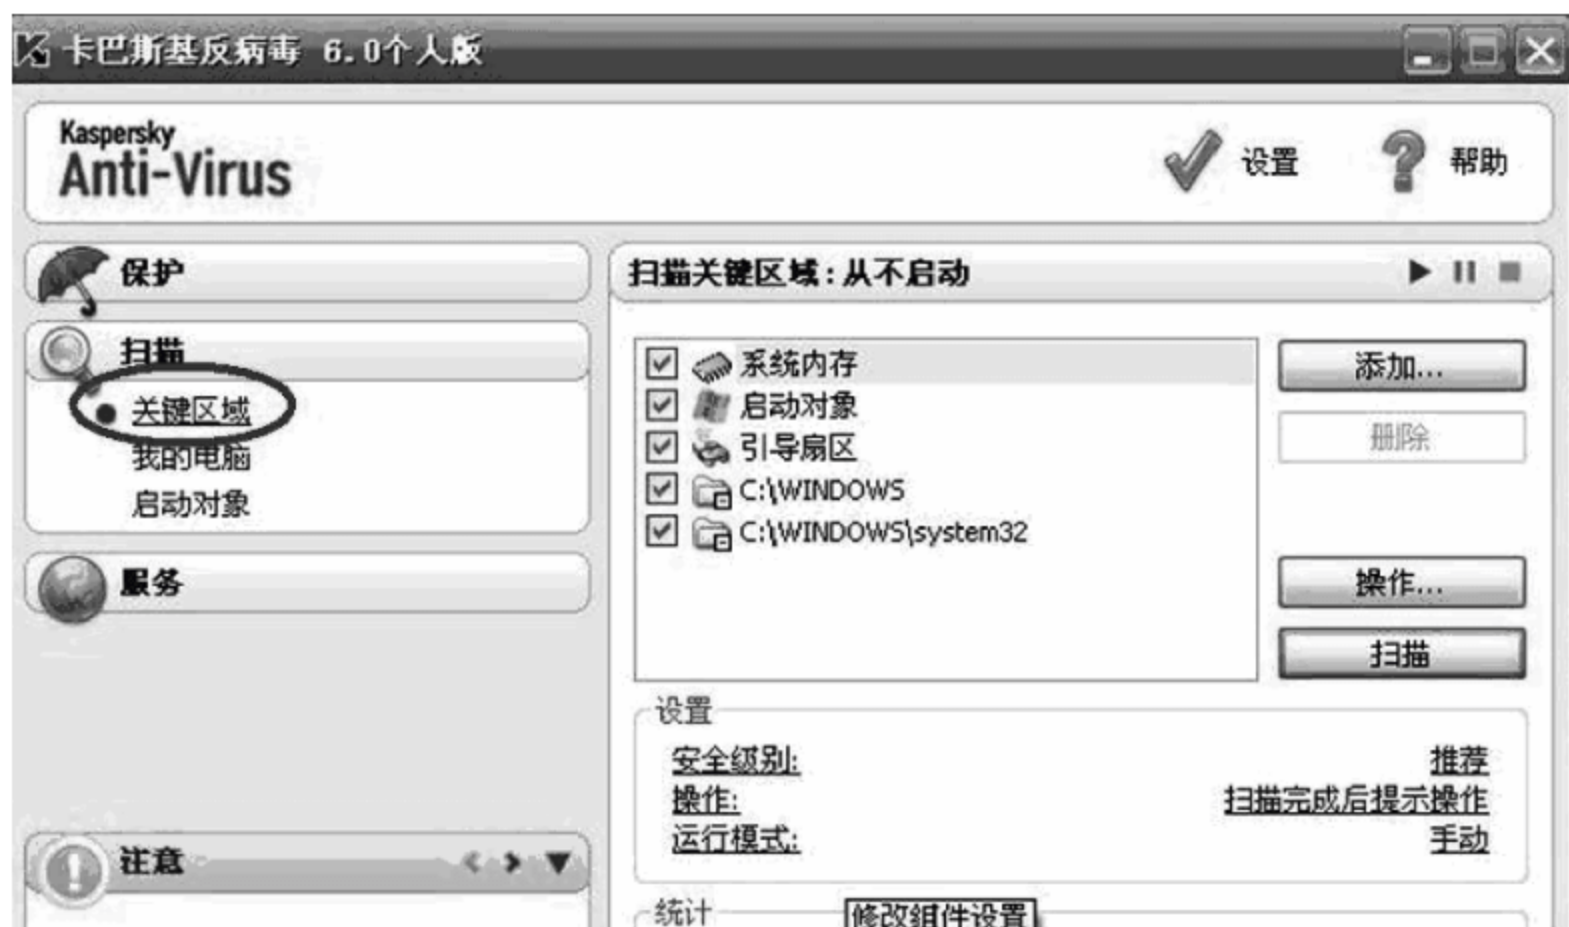 卡巴斯基反病毒 6.0个人版
Kaspersky
Anti-Virus
设置
帮助
保护
扫描
关键区域
我的电脑
启动对象
服务
注意
扫描关键区域:从不启动
系统内存
启动对象
引导扇区
C:\WINDOWS
C:\WINDOWS\system32
添加...
删除
操作...
扫描
设置
安全级别: 推荐
操作: 扫描完成后提示操作
运行模式: 手动
统计
修改组件设置